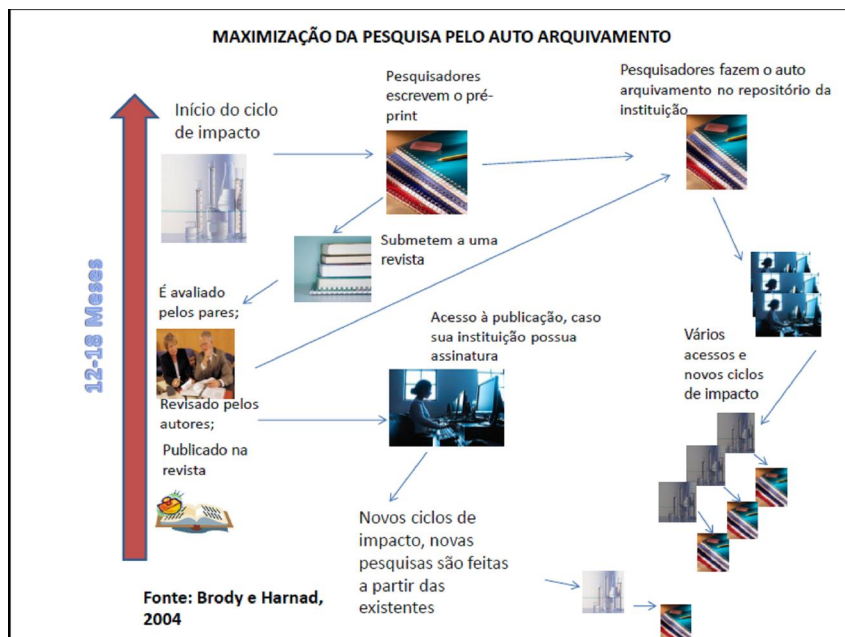 MAXIMIZAÇÃO DA PESQUISA PELO AUTO ARQUIVAMENTO
Início do ciclo
de impacto
Pesquisadores
escrevem o pré-
print
Pesquisadores fazem o auto
arquivamento no repositório da
instituição
Submetem a uma
revista
É avaliado
pelos pares;
Revisado pelos
autores;
Publicado na
revista
Acesso à publicação, caso
sua instituição possua
assinatura
Vários
acessos e
novos ciclos
de impacto
Novos ciclos de
impacto, novas
pesquisas são feitas
a partir das
existentes
12-18 Meses
Fonte: Brody e Harnad,
2004